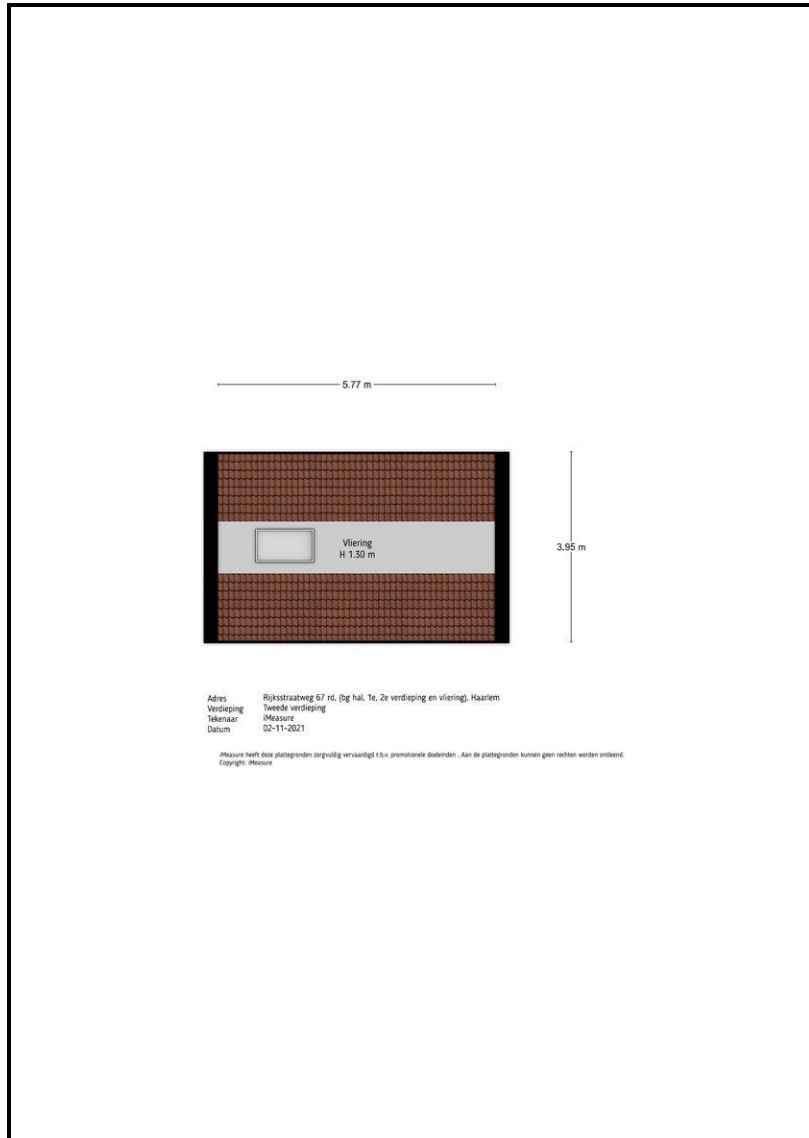 5.77 m
Vliering
H 1.30 m
3.95 m
Adres Rijksstraatweg 67 rd, (bg hal, 1e, 2e verdieping en vliering), Haarlem
Verdieping Tweede verdieping
Tekenaar iMeasure
Datum 02-11-2021
iMeasure heeft deze plattegronden zorgvuldig vervaardigd t.b.v. promotionele doeleinden . Aan de plattegronden kunnen geen rechten worden ontleend.
Copyright: iMeasure